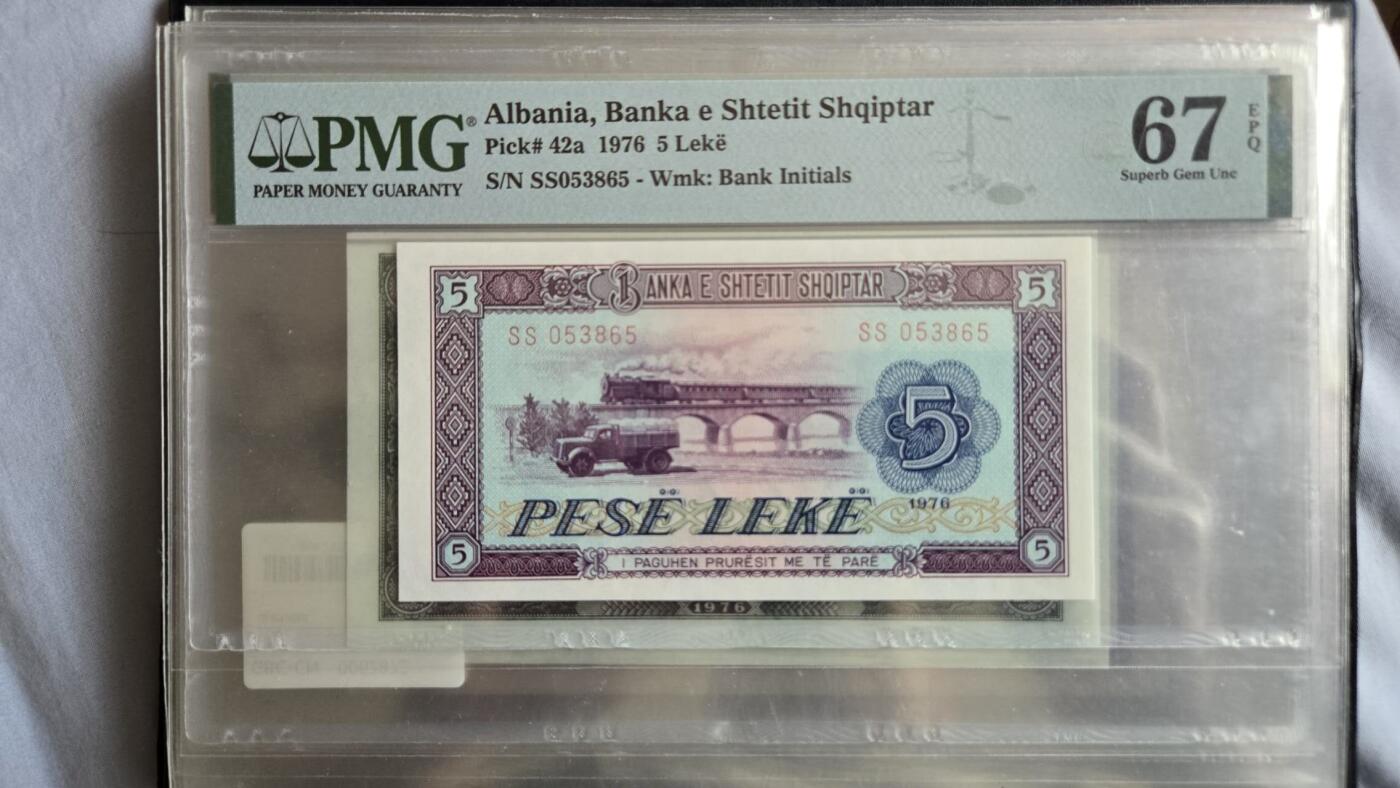 PMG®
PAPER MONEY GUARANTY
Albania, Banka e Shtetit Shqiptar
Pick# 42a 1976 5 Lekë
S/N SS053865 - Wmk: Bank Initials
67
EPQ
Superb Gem Unc
5 BANKA E SHTETIT SHQIPTAR 5
SS 053865 SS 053865
5
1976
PESË LEKË
5 I PAGUHEN PRURËSIT ME TË PARË 5
1976